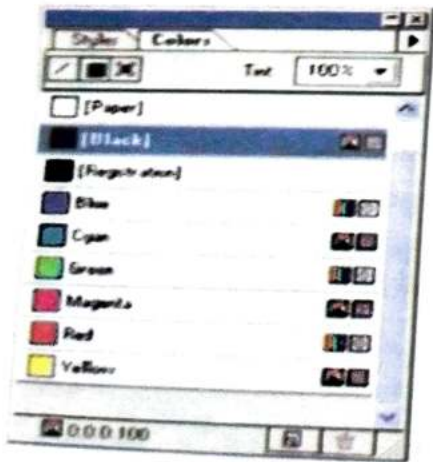 Styles Colors
Tint 100%
[Paper]
[Black]
[Registration]
Blue
Cyan
Green
Magenta
Red
Yellow
0:0:0:100